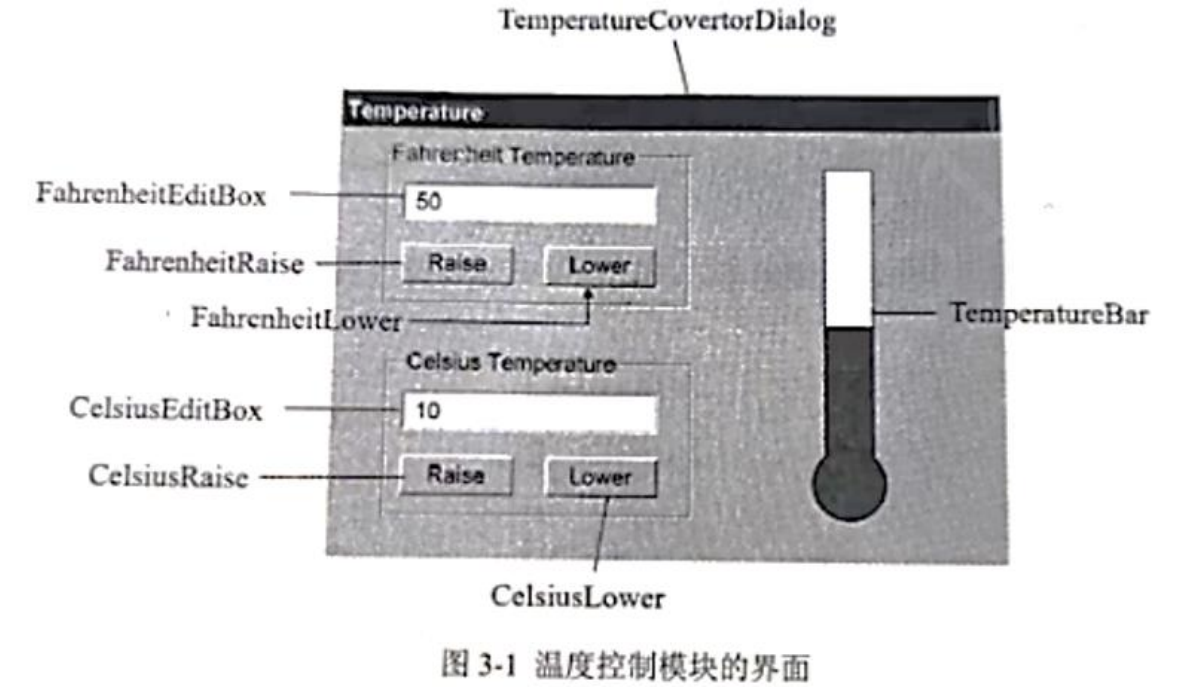 TemperatureCovertorDialog
Temperature
Fahrenheit Temperature
FahrenheitEditBox
50
FahrenheitRaise
Raise
Lower
FahrenheitLower
TemperatureBar
Celsius Temperature
CelsiusEditBox
10
CelsiusRaise
Raise
Lower
CelsiusLower
图 3-1 温度控制模块的界面